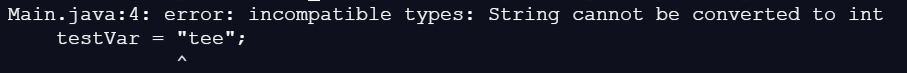 Main.java:4: error: incompatible types: String cannot be converted to int
    testVar = "tee";
              ^